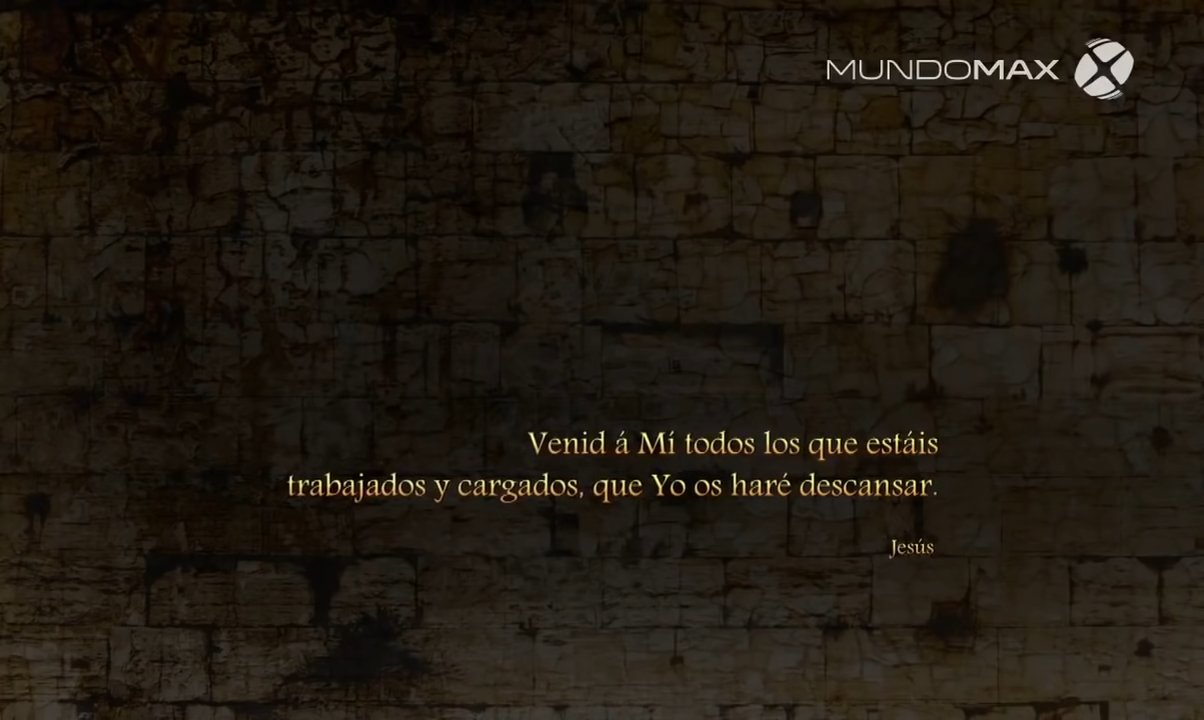 MUNDOMAX
Venid á Mí todos los que estáis
trabajados y cargados, que Yo os haré descansar.
Jesús